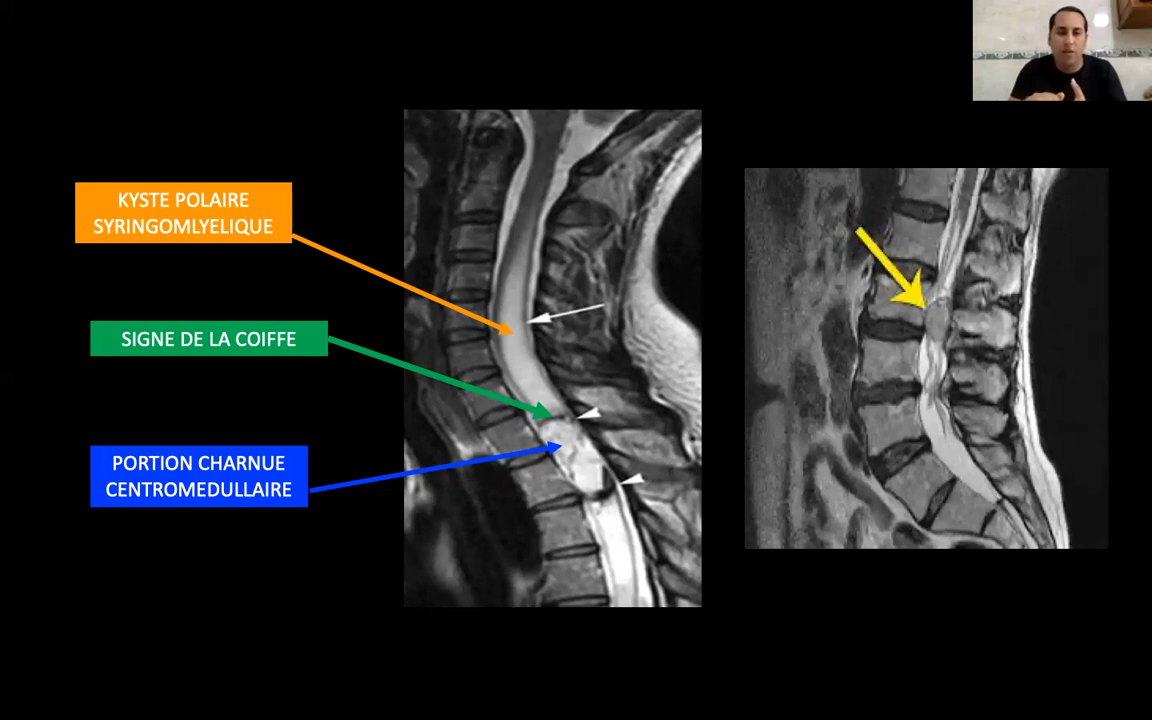 KYSTE POLAIRE
SYRINGOMLYELIQUE
SIGNE DE LA COIFFE
PORTION CHARNUE
CENTROMEDULLAIRE